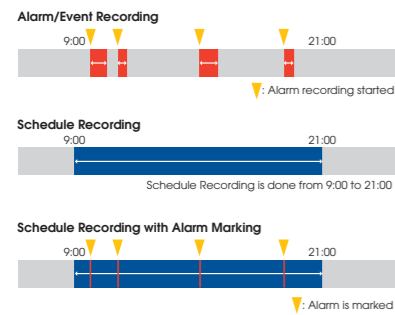 Alarm/Event Recording
9:00 21:00
: Alarm recording started
Schedule Recording
9:00 21:00
Schedule Recording is done from 9:00 to 21:00
Schedule Recording with Alarm Marking
9:00 21:00
: Alarm is marked